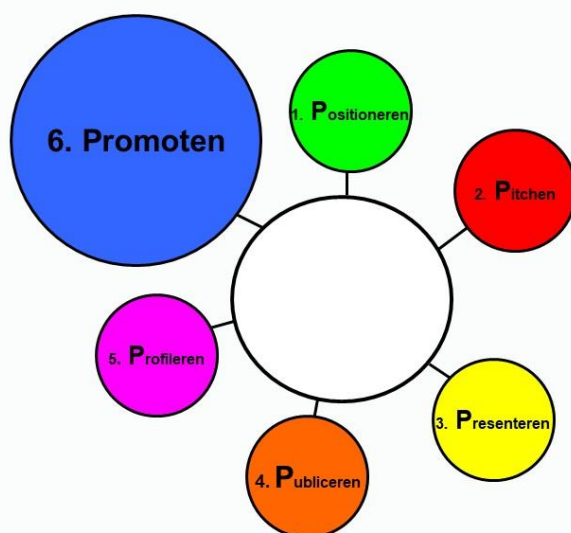 1. Positioneren
2. Pitchen
3. Presenteren
4. Publiceren
5. Profileren
6. Promoten